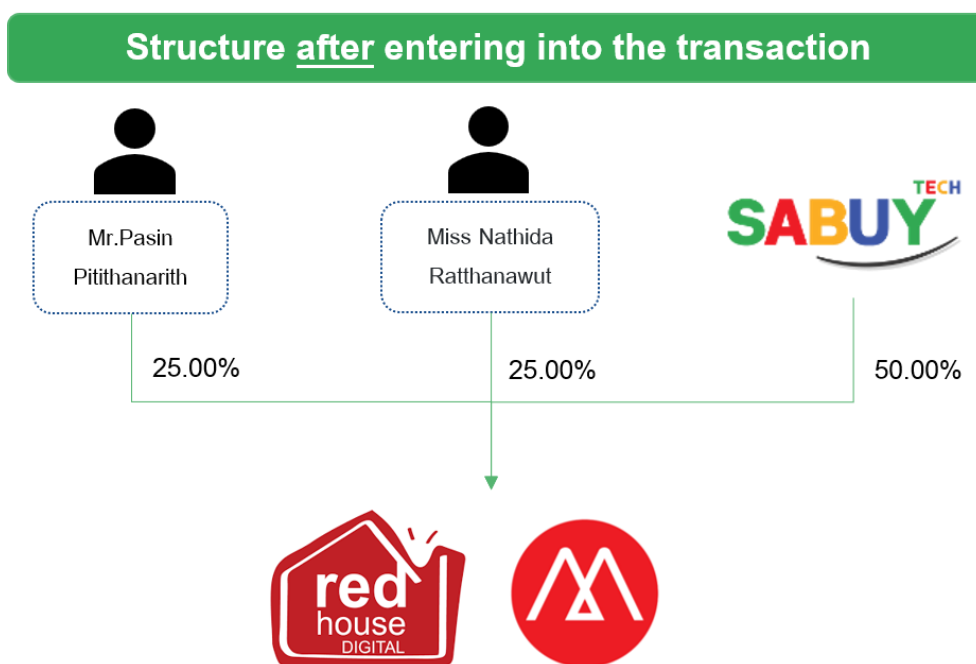 Structure after entering into the transaction
Mr.Pasin
Pitithanarith
Miss Nathida
Ratthanawut
TECH
SABUY
25.00%
25.00%
50.00%
red
house
DIGITAL